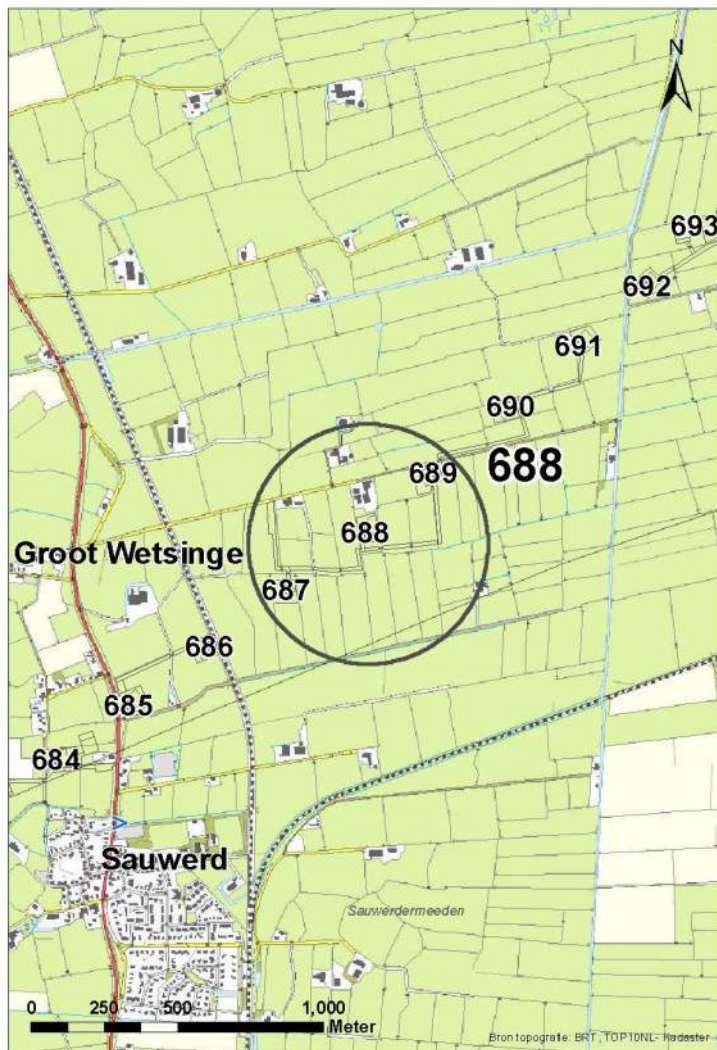 N
693
692
691
690
689
688
688
Groot Wetsinge
687
686
685
684
Sauwerd
Sauwerdermeeden
0 250 500 1,000
Meter
Bron topografie: BRT, TOP10NL- Kadaster